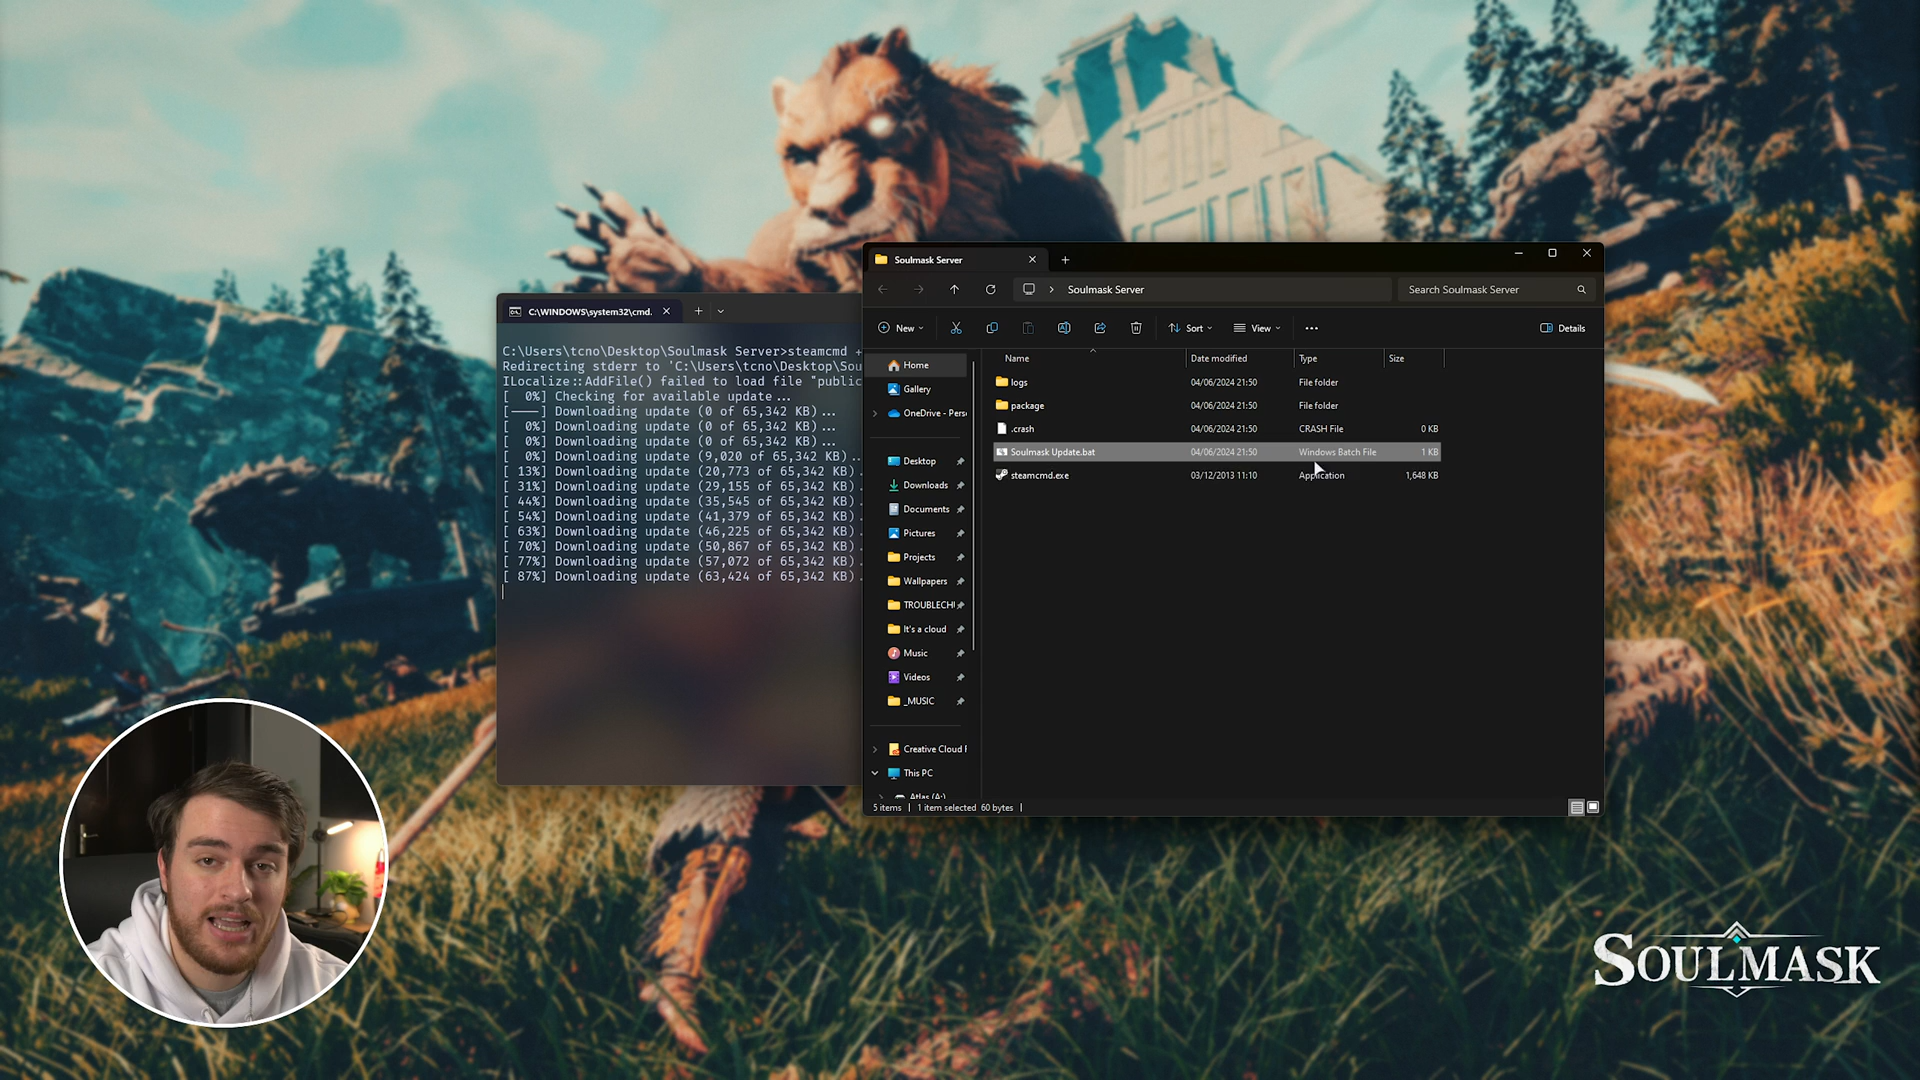 C:\WINDOWS\system32\cmd.
C:\Users\tcno\Desktop\Soulmask Server>steamcmd +
Redirecting stderr to 'C:\Users\tcno\Desktop\Sou
ILocalize::AddFile() failed to load file "public
[  0%] Checking for available update...
[----] Downloading update (0 of 65,342 KB)...
[  0%] Downloading update (0 of 65,342 KB)...
[  0%] Downloading update (0 of 65,342 KB)...
[  0%] Downloading update (9,020 of 65,342 KB)..
[ 13%] Downloading update (20,773 of 65,342 KB).
[ 31%] Downloading update (29,155 of 65,342 KB).
[ 44%] Downloading update (35,545 of 65,342 KB).
[ 54%] Downloading update (41,379 of 65,342 KB).
[ 63%] Downloading update (46,225 of 65,342 KB).
[ 70%] Downloading update (50,867 of 65,342 KB).
[ 77%] Downloading update (57,072 of 65,342 KB).
[ 87%] Downloading update (63,424 of 65,342 KB).
Soulmask Server
Soulmask Server
Search Soulmask Server
New
Sort
View
Details
Home
Gallery
OneDrive - Pers
Desktop
Downloads
Documents
Pictures
Projects
Wallpapers
TROUBLECH
It's a cloud
Music
Videos
_MUSIC
Creative Cloud F
This PC
Atlas (A:)
Name Date modified Type Size
logs 04/06/2024 21:50 File folder
package 04/06/2024 21:50 File folder
.crash 04/06/2024 21:50 CRASH File 0 KB
Soulmask Update.bat 04/06/2024 21:50 Windows Batch File 1 KB
steamcmd.exe 03/12/2013 11:10 Application 1,648 KB
5 items | 1 item selected 60 bytes |
SOULMASK